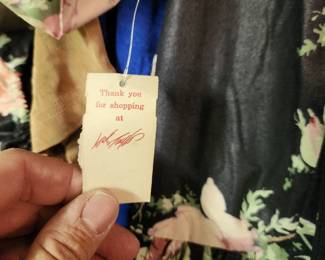 Thank you
for shopping
at